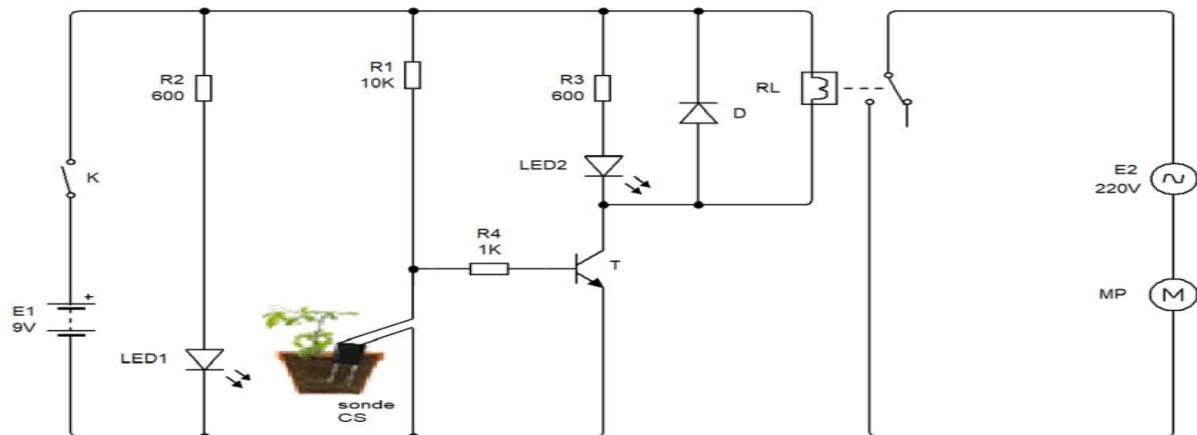 R2
600
R1
10K
R3
600
D
RL
K
LED2
E2
220V
R4
1K
T
+
E1
9V
LED1
MP
M
sonde
CS